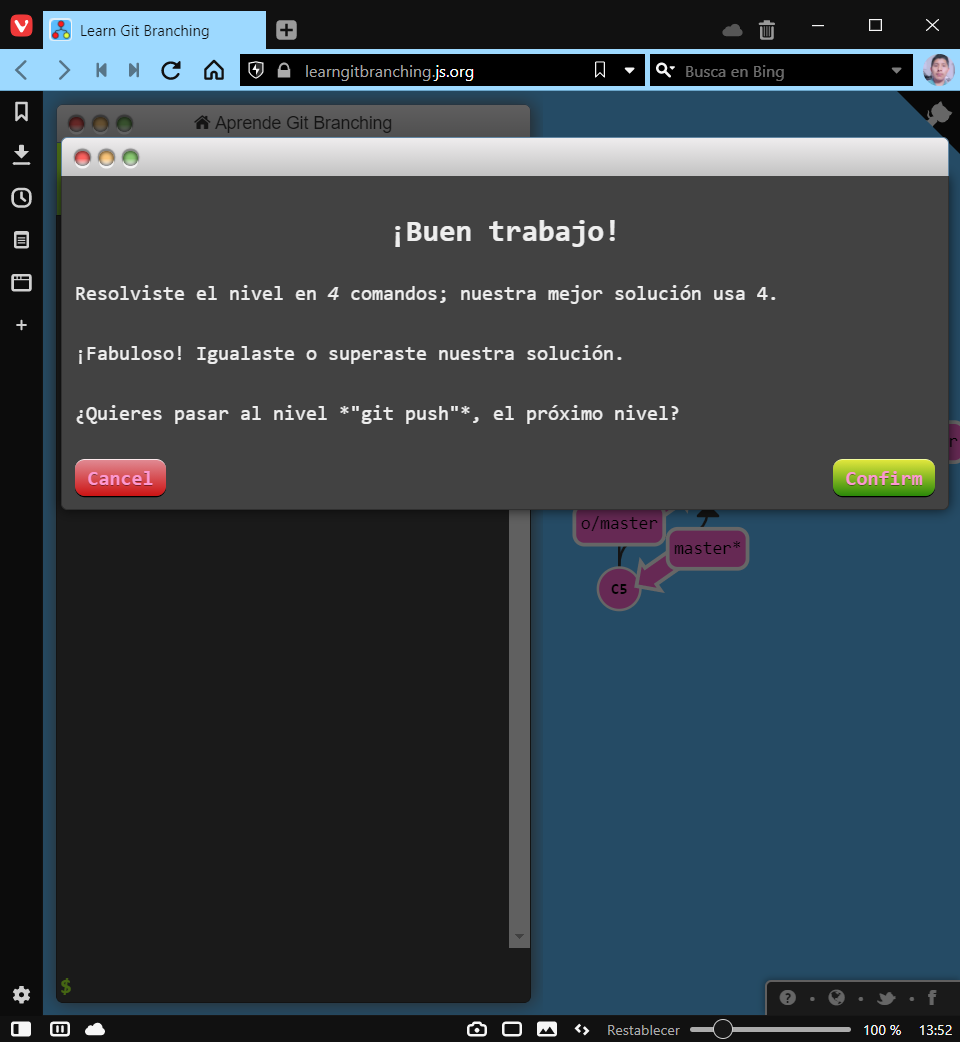 Learn Git Branching
learngitbranching.js.org
Busca en Bing
Aprende Git Branching
¡Buen trabajo!
Resolviste el nivel en 4 comandos; nuestra mejor solución usa 4.
¡Fabuloso! Igualaste o superaste nuestra solución.
¿Quieres pasar al nivel *"git push"*, el próximo nivel?
Cancel
Confirm
o/master
master*
C5
$
Restablecer
100 %
13:52